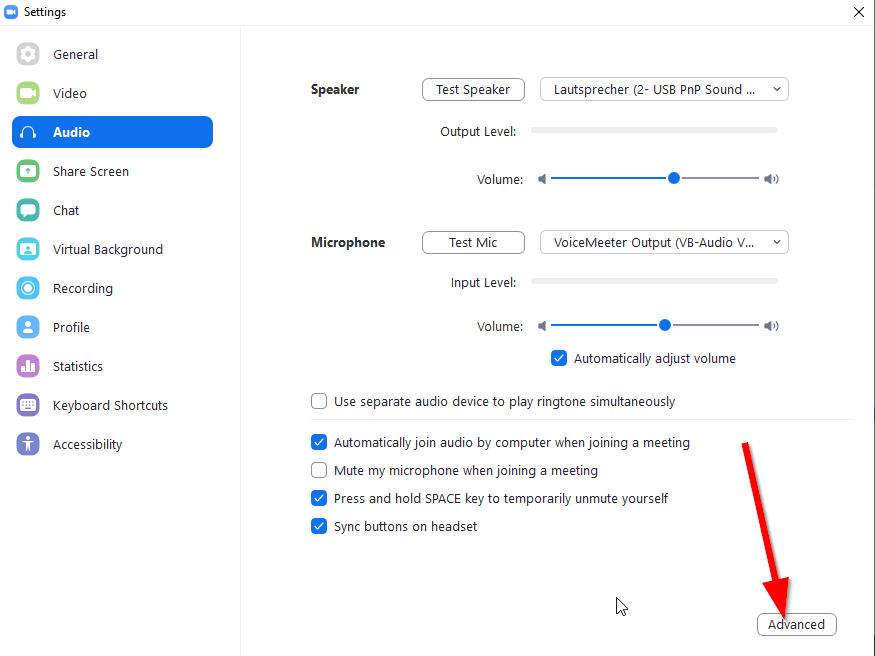 Settings
General
Video
Audio
Share Screen
Chat
Virtual Background
Recording
Profile
Statistics
Keyboard Shortcuts
Accessibility
Speaker
Test Speaker
Lautsprecher (2- USB PnP Sound ...
Output Level:
Volume:
Microphone
Test Mic
VoiceMeeter Output (VB-Audio V...
Input Level:
Volume:
Automatically adjust volume
Use separate audio device to play ringtone simultaneously
Automatically join audio by computer when joining a meeting
Mute my microphone when joining a meeting
Press and hold SPACE key to temporarily unmute yourself
Sync buttons on headset
Advanced